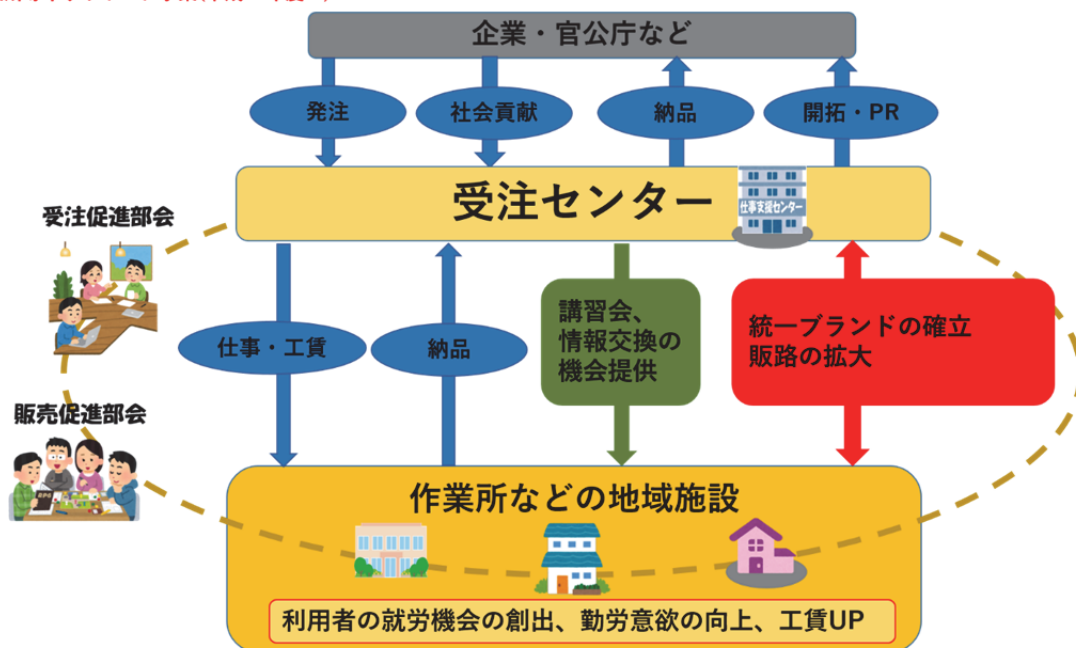 企業・官公庁など
発注
社会貢献
納品
開拓・PR
受注センター
仕事支援センター
受注促進部会
仕事・工賃
納品
講習会、
情報交換の
機会提供
統一ブランドの確立
販路の拡大
販売促進部会
作業所などの地域施設
利用者の就労機会の創出、勤労意欲の向上、工賃UP